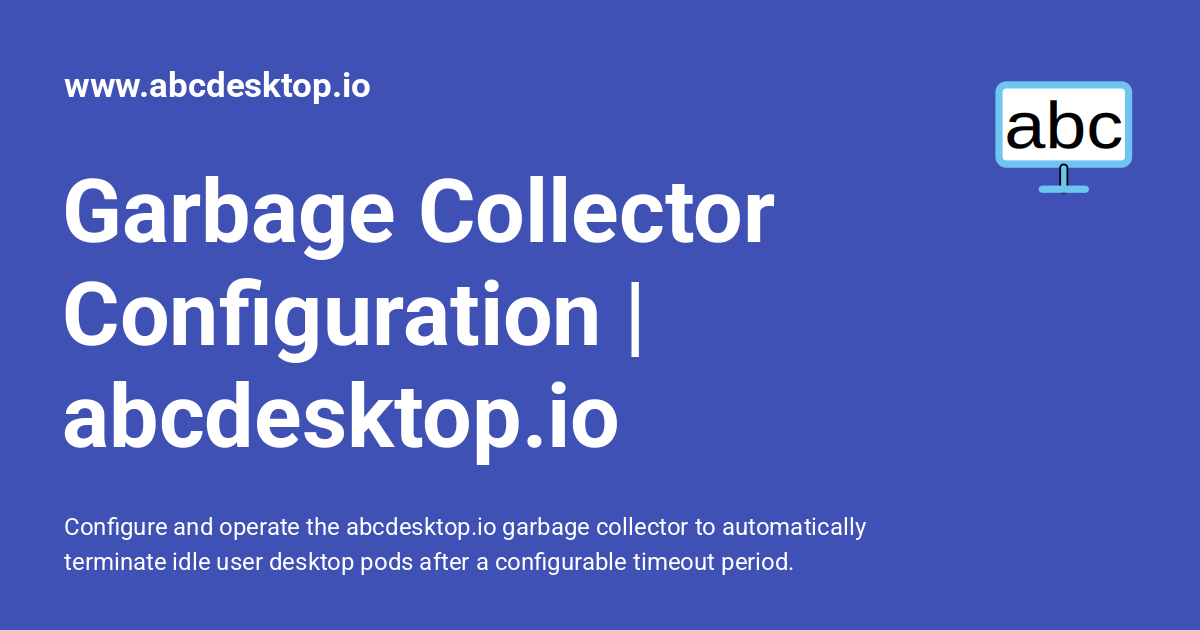 www.abcdesktop.io
abc
Garbage Collector
Configuration |
abcdesktop.io
Configure and operate the abcdesktop.io garbage collector to automatically
terminate idle user desktop pods after a configurable timeout period.